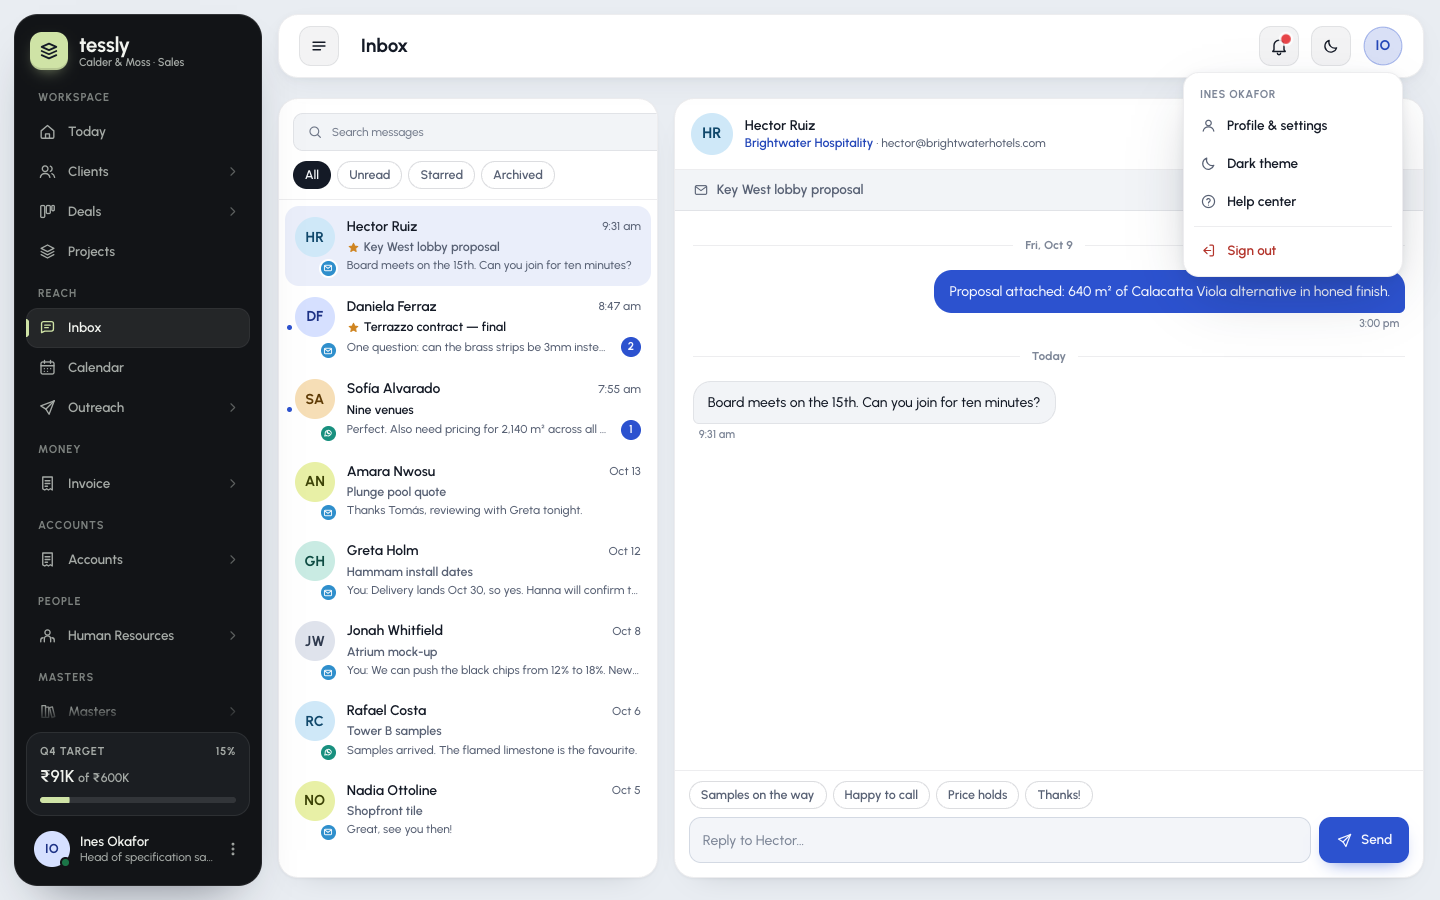 tessly
Calder & Moss · Sales
WORKSPACE
Today
Clients
Deals
Projects
REACH
Inbox
Calendar
Outreach
MONEY
Invoice
ACCOUNTS
Accounts
PEOPLE
Human Resources
MASTERS
Masters
Q4 TARGET 15%
₹91K of ₹600K
IO
Ines Okafor
Head of specification sa…
Inbox
IO
INES OKAFOR
Profile & settings
Dark theme
Help center
Sign out
Search messages
All Unread Starred Archived
HR
Hector Ruiz 9:31 am
Key West lobby proposal
Board meets on the 15th. Can you join for ten minutes?
DF
Daniela Ferraz 8:47 am
Terrazzo contract — final
One question: can the brass strips be 3mm inste… 2
SA
Sofía Alvarado 7:55 am
Nine venues
Perfect. Also need pricing for 2,140 m² across all … 1
AN
Amara Nwosu Oct 13
Plunge pool quote
Thanks Tomás, reviewing with Greta tonight.
GH
Greta Holm Oct 12
Hammam install dates
You: Delivery lands Oct 30, so yes. Hanna will confirm t…
JW
Jonah Whitfield Oct 8
Atrium mock-up
You: We can push the black chips from 12% to 18%. New…
RC
Rafael Costa Oct 6
Tower B samples
Samples arrived. The flamed limestone is the favourite.
NO
Nadia Ottoline Oct 5
Shopfront tile
Great, see you then!
HR
Hector Ruiz
Brightwater Hospitality · hector@brightwaterhotels.com
Key West lobby proposal
Fri, Oct 9
Proposal attached: 640 m² of Calacatta Viola alternative in honed finish.
3:00 pm
Today
Board meets on the 15th. Can you join for ten minutes?
9:31 am
Samples on the way Happy to call Price holds Thanks!
Reply to Hector…
Send